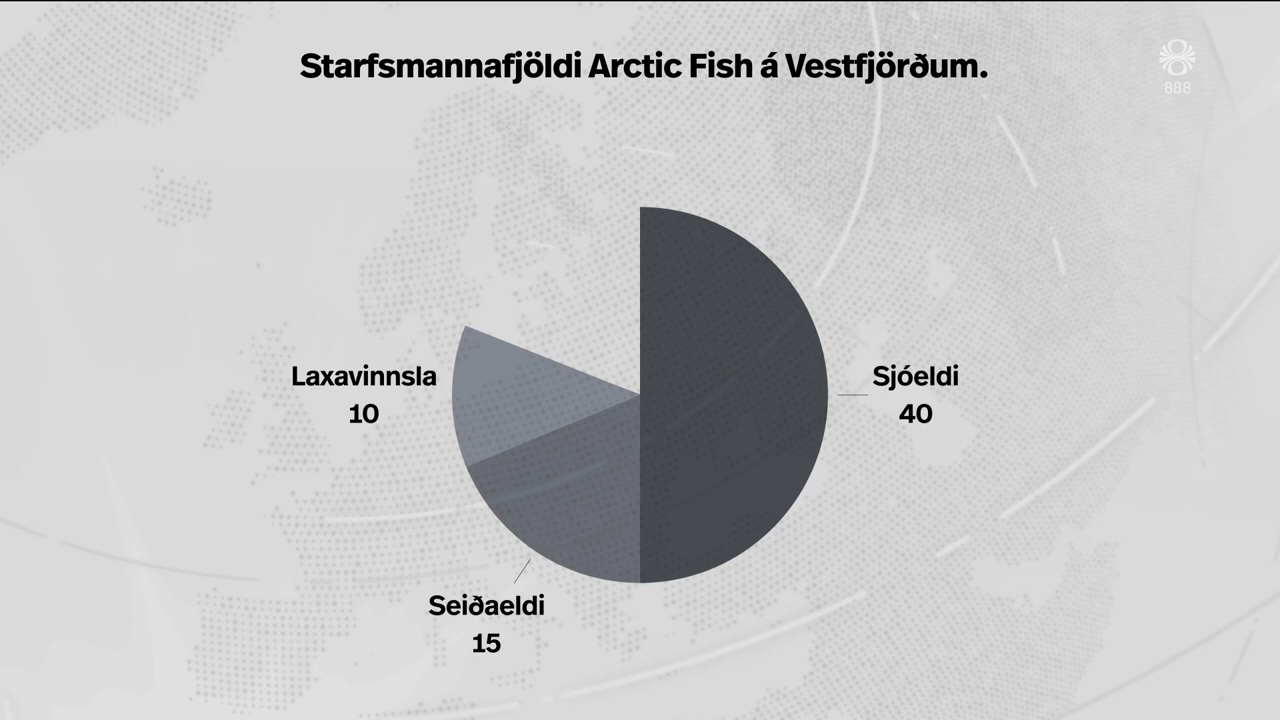 Starfsmannafjöldi Arctic Fish á Vestfjörðum.
888
Laxavinnsla
10
Sjóeldi
40
Seiðaeldi
15